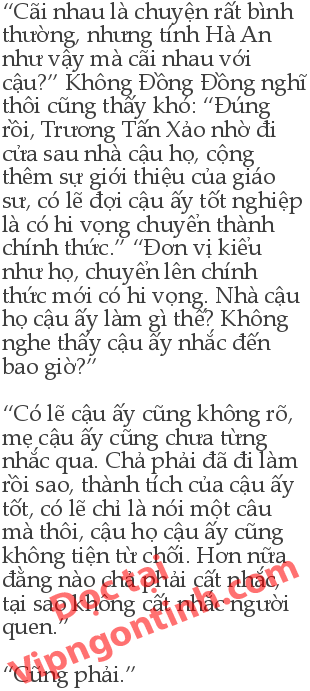 “Cãi nhau là chuyện rất bình
thường, nhưng tính Hà An
như vậy mà cãi nhau với
cậu?” Không Đồng Đồng nghĩ
thôi cũng thấy khó: “Đúng
rồi, Trương Tấn Xảo nhờ đi
cửa sau nhà cậu họ, cộng
thêm sự giới thiệu của giáo
sư, có lẽ đợi cậu ấy tốt nghiệp
là có hi vọng chuyển thành
chính thức.” “Đơn vị kiểu
như họ, chuyển lên chính
thức mới có hi vọng. Nhà cậu
họ cậu ấy làm gì thế? Không
nghe thấy cậu ấy nhắc đến
bao giờ?”
“Có lẽ cậu ấy cũng không rõ,
mẹ cậu ấy cũng chưa từng
nhắc qua. Chả phải đã đi làm
rồi sao, thành tích của cậu ấy
tốt, có lẽ chỉ là nói một câu
mà thôi, cậu họ cậu ấy cũng
không tiện từ chối. Hơn nữa
đằng nào chả phải cất nhắc,
tại sao không cất nhắc người
quen.”
“Cũng phải.”
Đọc tại
Vipngontinh.com